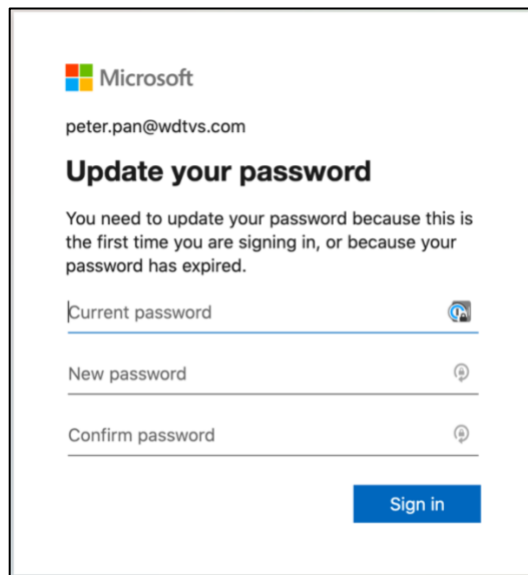 Microsoft
peter.pan@wdtvs.com
Update your password
You need to update your password because this is
the first time you are signing in, or because your
password has expired.
Current password
New password
Confirm password
Sign in